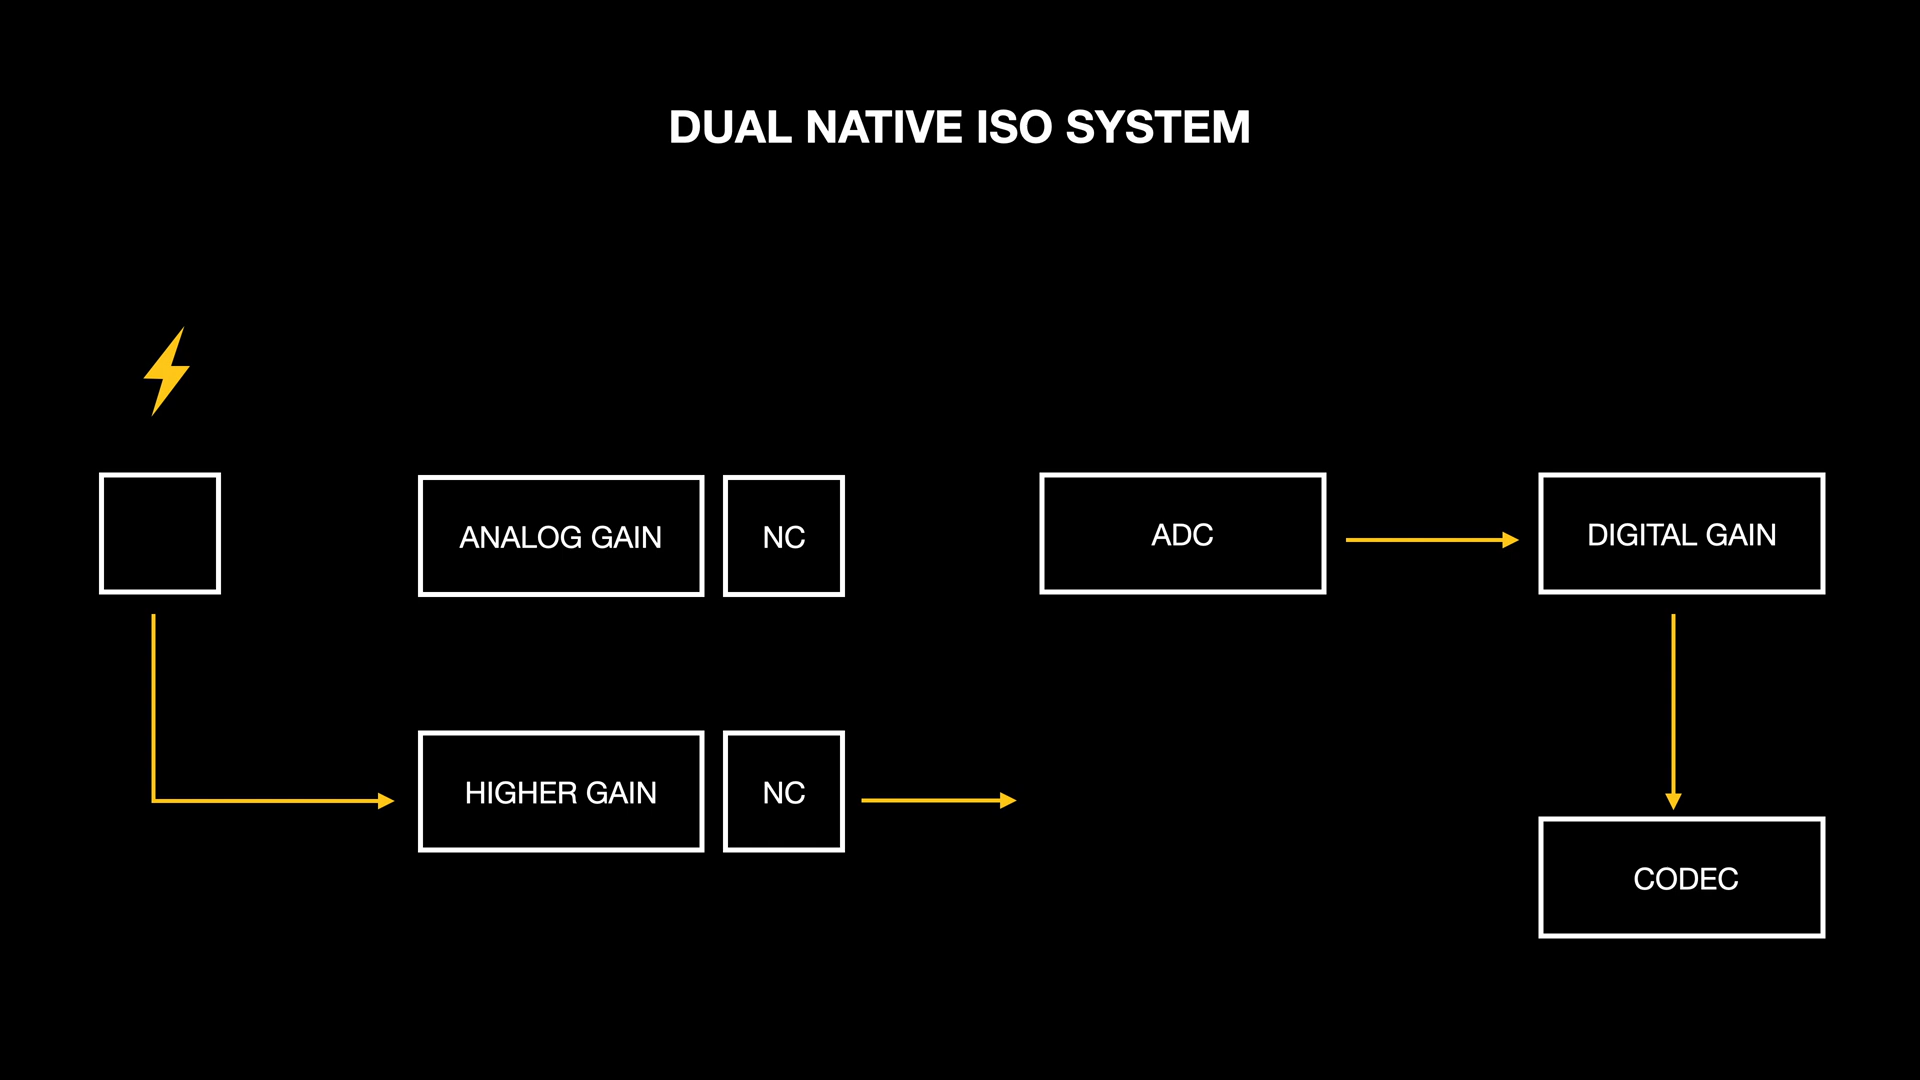 DUAL NATIVE ISO SYSTEM
ANALOG GAIN
NC
ADC
DIGITAL GAIN
HIGHER GAIN
NC
CODEC